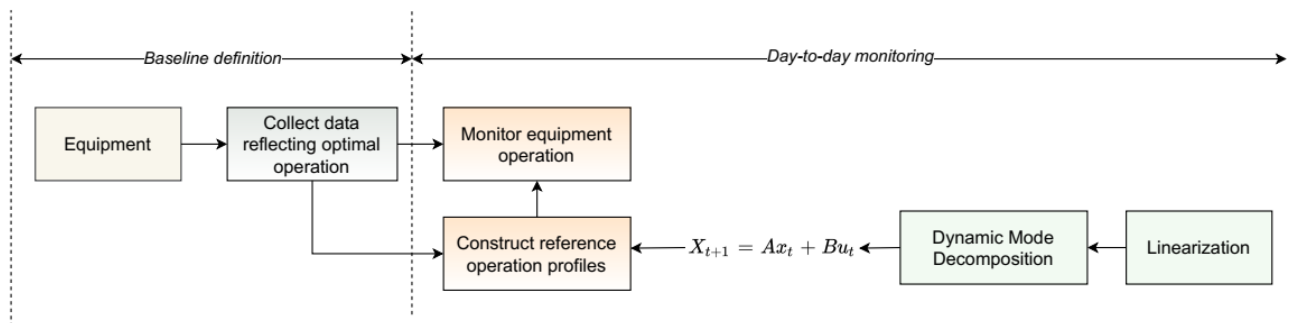 Baseline definition
Day-to-day monitoring
Equipment
Collect data
reflecting optimal
operation
Monitor equipment
operation
Construct reference
operation profiles
X_{t+1} = Ax_t + Bu_t
Dynamic Mode
Decomposition
Linearization